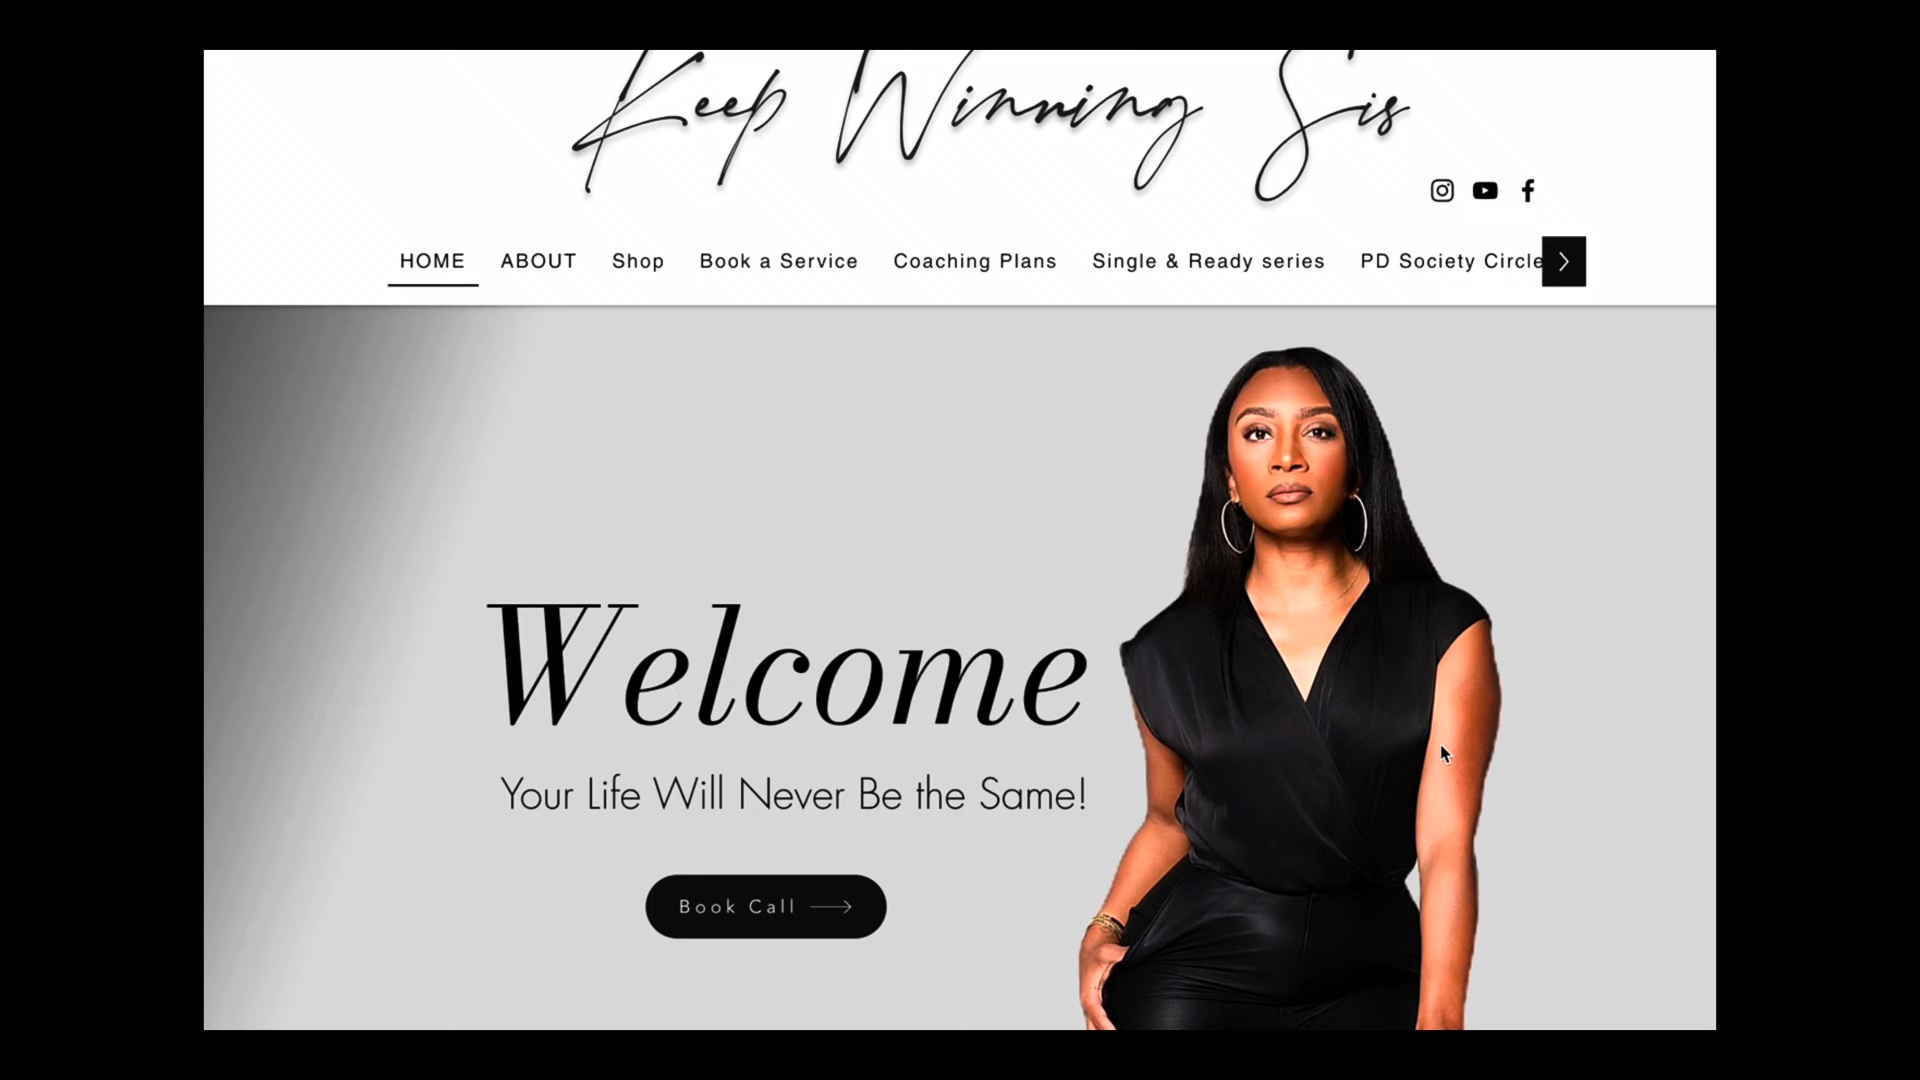 Keep Winning Sis
HOME ABOUT Shop Book a Service Coaching Plans Single & Ready series PD Society Circle
Welcome
Your Life Will Never Be the Same!
Book Call